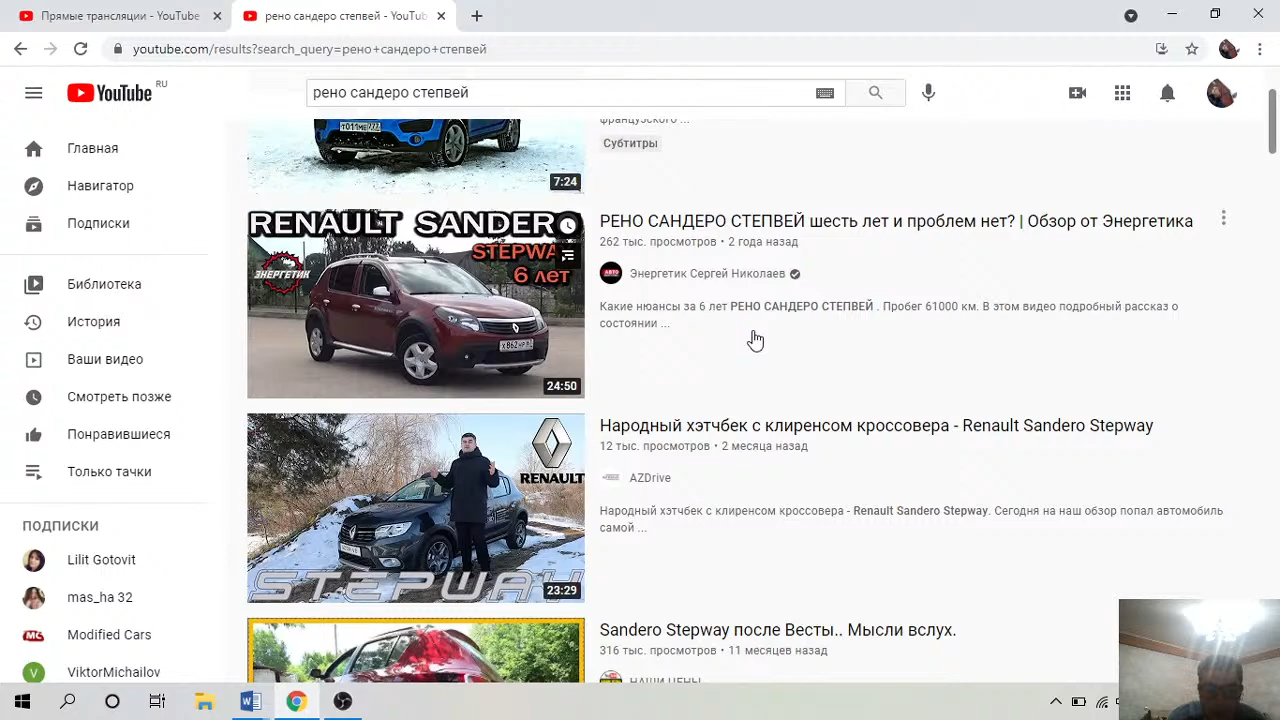 Прямые трансляции - YouTube
рено сандеро степвей - YouTu
youtube.com/results?search_query=рено+сандеро+степвей
YouTube
RU
рено сандеро степвей
Главная
Навигатор
Подписки
Библиотека
История
Ваши видео
Смотреть позже
Понравившиеся
Только тачки
ПОДПИСКИ
Lilit Gotovit
mas_ha 32
Modified Cars
ViktorMichailov
французского ...
Субтитры
7:24
RENAULT SANDERO
STEPWA
6 лет
ЭНЕРГЕТИК
24:50
РЕНО САНДЕРО СТЕПВЕЙ шесть лет и проблем нет? | Обзор от Энергетика
262 тыс. просмотров • 2 года назад
АВТО
Энергетик Сергей Николаев
Какие нюансы за 6 лет РЕНО САНДЕРО СТЕПВЕЙ . Пробег 61000 км. В этом видео подробный рассказ о
состоянии ...
RENAULT
STEPWAY
23:29
Народный хэтчбек с клиренсом кроссовера - Renault Sandero Stepway
12 тыс. просмотров • 2 месяца назад
AZDrive
Народный хэтчбек с клиренсом кроссовера - Renault Sandero Stepway. Сегодня на наш обзор попал автомобиль
самой ...
Sandero Stepway после Весты.. Мысли вслух.
316 тыс. просмотров • 11 месяцев назад
НАШИ ЦЕНЫ